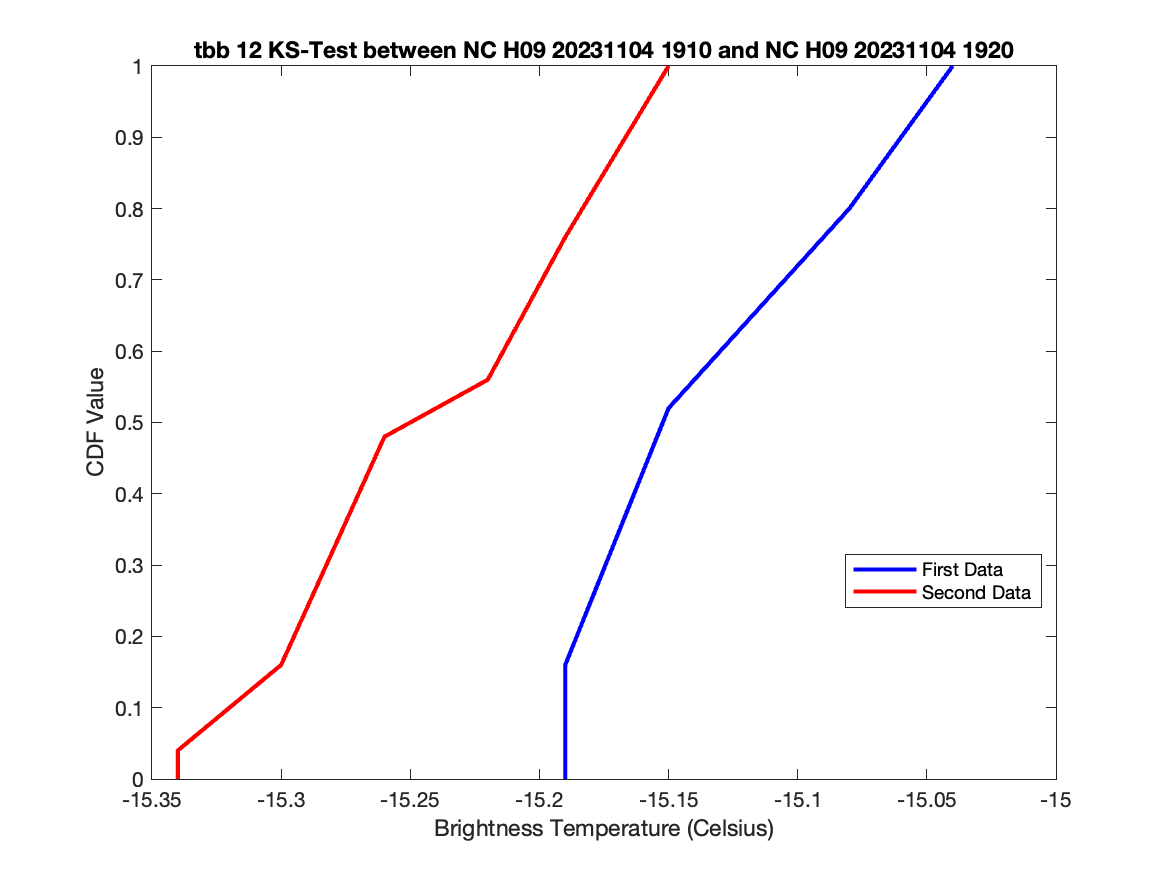 tbb 12 KS-Test between NC H09 20231104 1910 and NC H09 20231104 1920
1
0.9
0.8
0.7
0.6
0.5
0.4
0.3
0.2
0.1
0
CDF Value
First Data
Second Data
-15.35 -15.3 -15.25 -15.2 -15.15 -15.1 -15.05 -15
Brightness Temperature (Celsius)